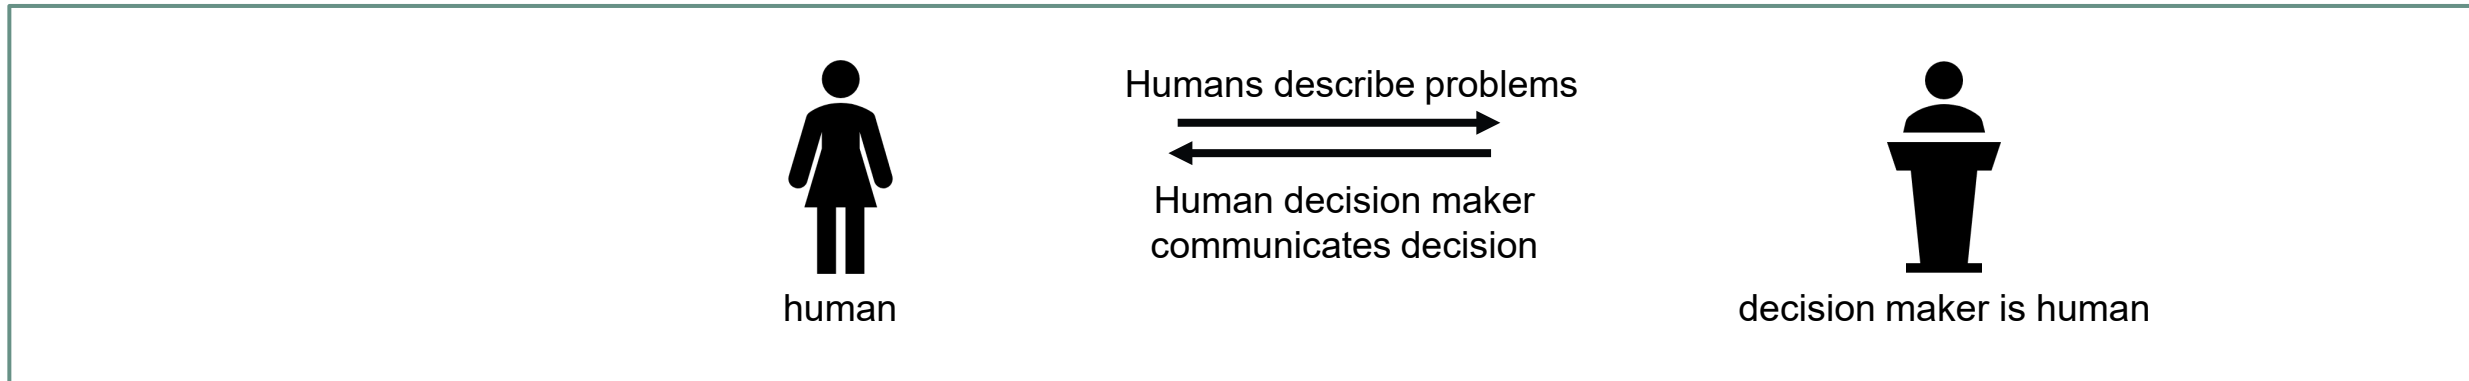 Humans describe problems
Human decision maker
communicates decision
human
decision maker is human